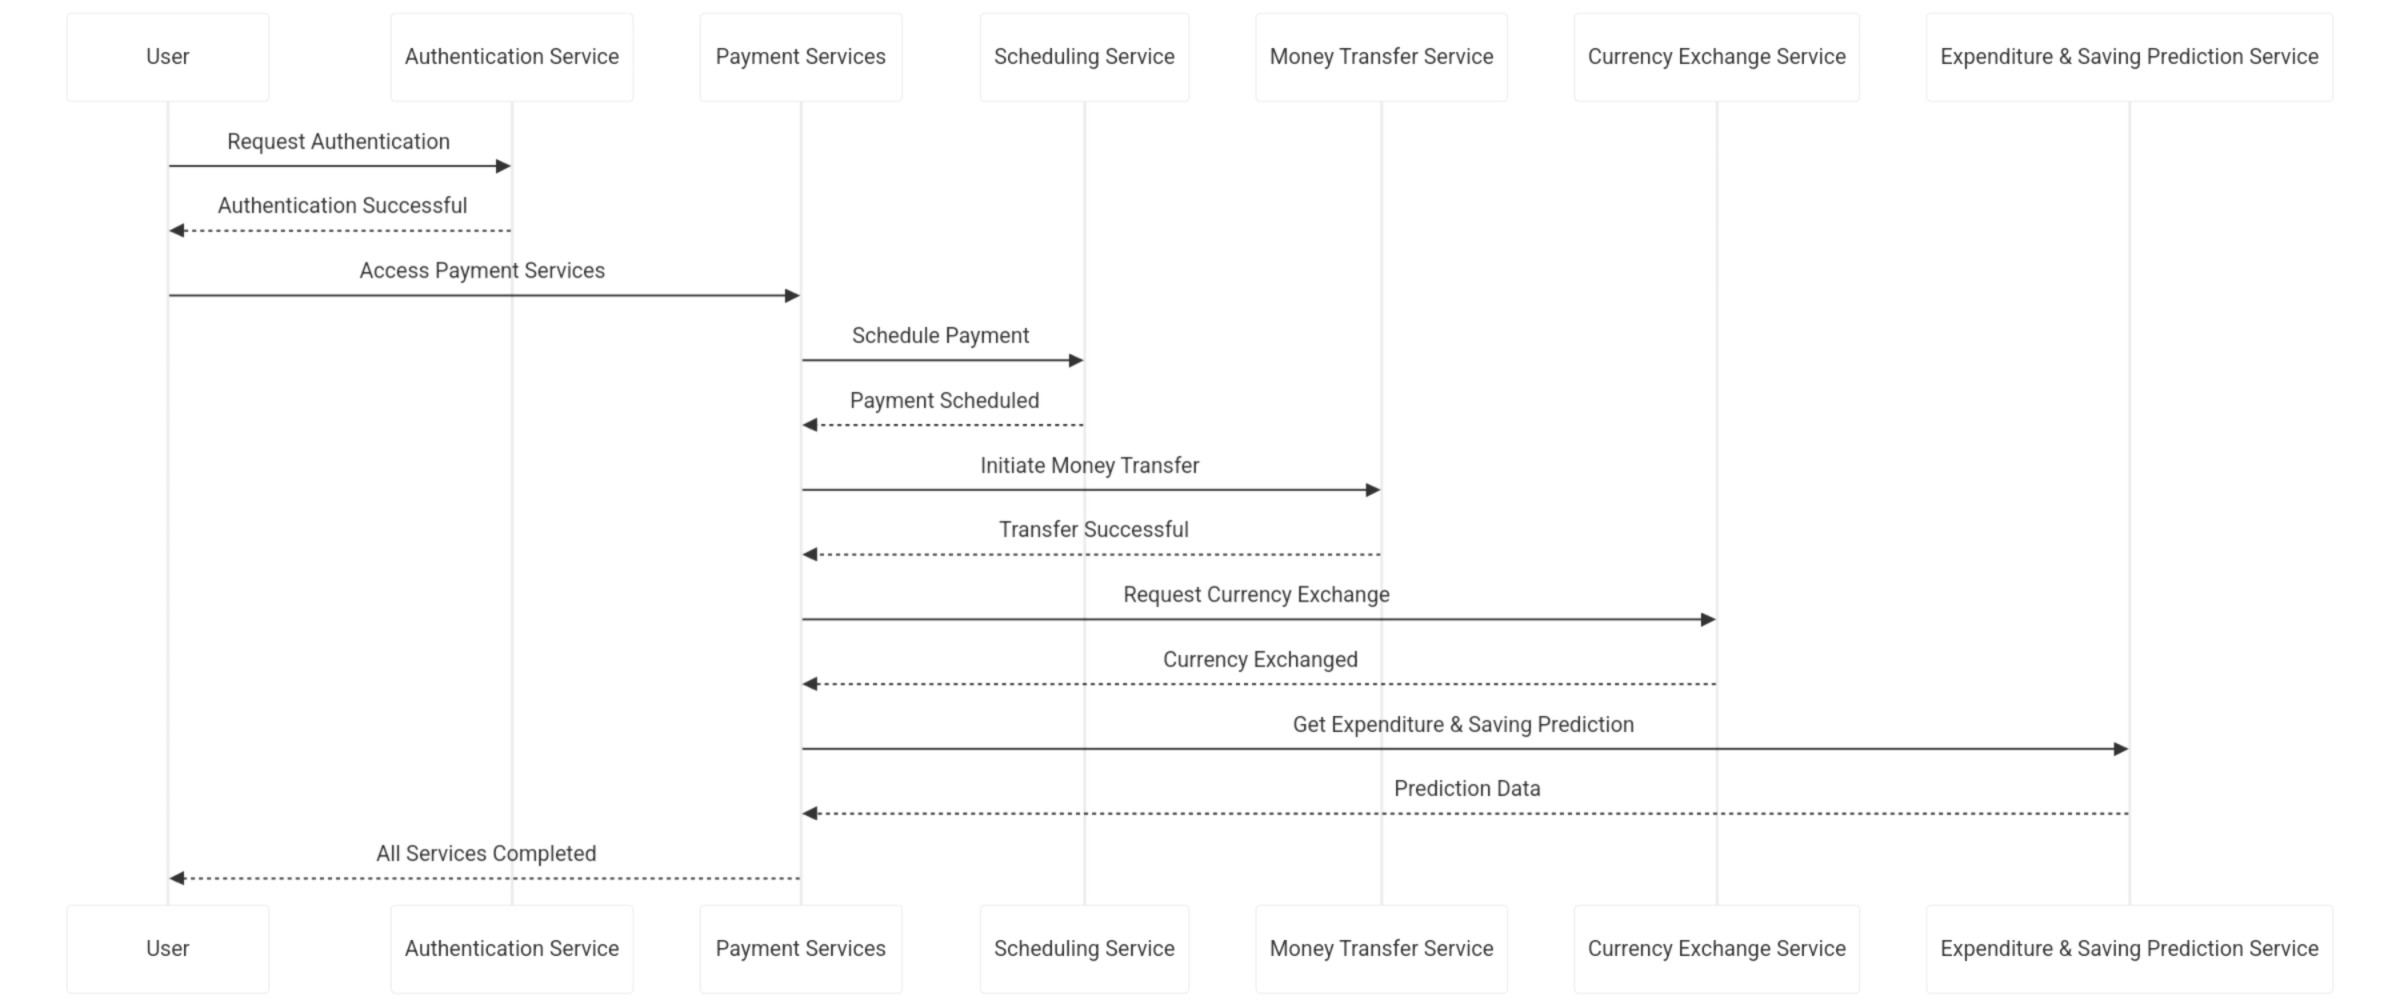 User
Authentication Service
Payment Services
Scheduling Service
Money Transfer Service
Currency Exchange Service
Expenditure & Saving Prediction Service
Request Authentication
Authentication Successful
Access Payment Services
Schedule Payment
Payment Scheduled
Initiate Money Transfer
Transfer Successful
Request Currency Exchange
Currency Exchanged
Get Expenditure & Saving Prediction
Prediction Data
All Services Completed
User
Authentication Service
Payment Services
Scheduling Service
Money Transfer Service
Currency Exchange Service
Expenditure & Saving Prediction Service